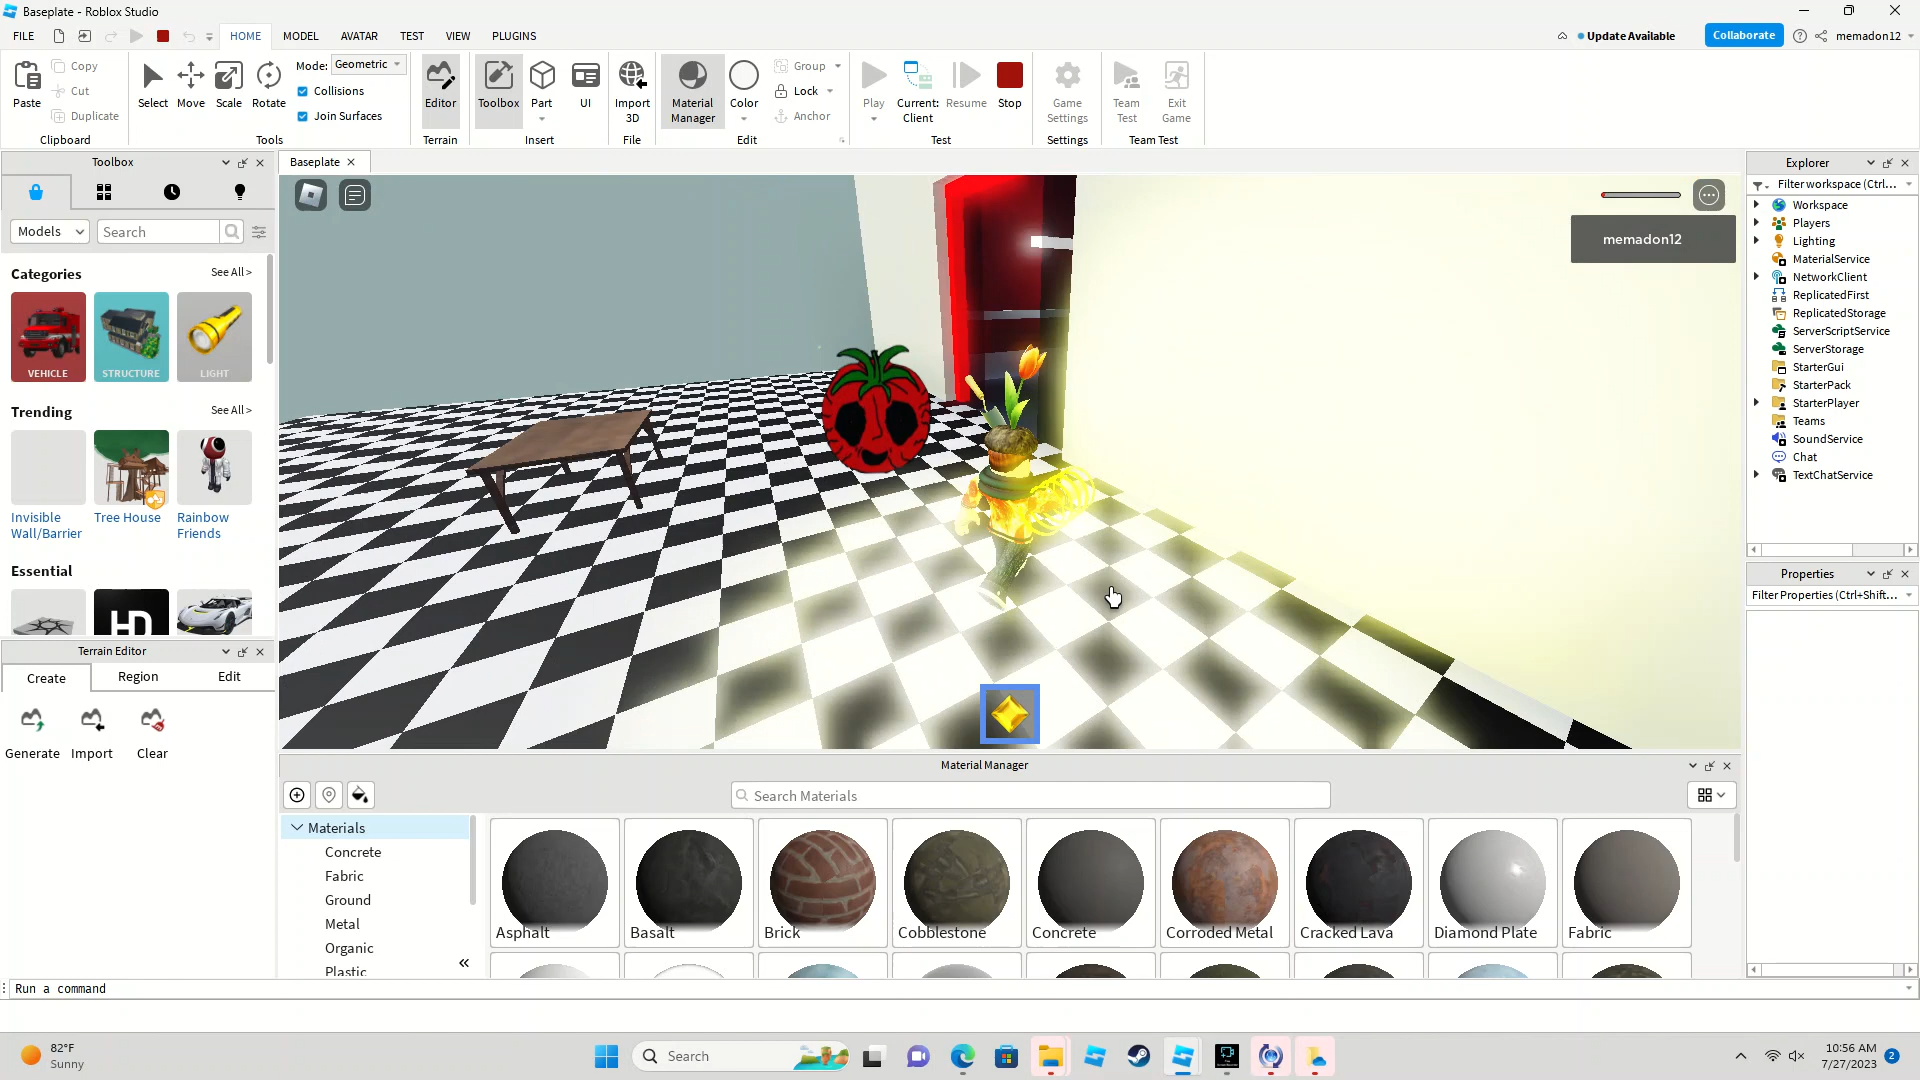 Baseplate - Roblox Studio
FILE HOME MODEL AVATAR TEST VIEW PLUGINS
Update Available Collaborate memadon12
Paste Copy Cut Duplicate
Clipboard
Select Move Scale Rotate
Mode: Geometric
Collisions
Join Surfaces
Tools
Editor
Terrain
Toolbox Part UI
Insert
Import 3D
File
Material Manager Color
Group
Lock
Anchor
Edit
Play Current: Client Resume Stop
Test
Game Settings
Settings
Team Test Exit Game
Team Test
Toolbox
Models Search
Categories See All >
VEHICLE STRUCTURE LIGHT
Trending See All >
Invisible Wall/Barrier
Tree House
Rainbow Friends
Essential
HD
Terrain Editor
Create Region Edit
Generate Import Clear
Baseplate
memadon12
Material Manager
Search Materials
Materials
Concrete
Fabric
Ground
Metal
Organic
Plastic
Asphalt Basalt Brick Cobblestone Concrete Corroded Metal Cracked Lava Diamond Plate Fabric
Explorer
Filter workspace (Ctrl...
Workspace
Players
Lighting
MaterialService
NetworkClient
ReplicatedFirst
ReplicatedStorage
ServerScriptService
ServerStorage
StarterGui
StarterPack
StarterPlayer
Teams
SoundService
Chat
TextChatService
Properties
Filter Properties (Ctrl+Shift...
Run a command
82°F
Sunny
Search
10:56 AM
7/27/2023
2